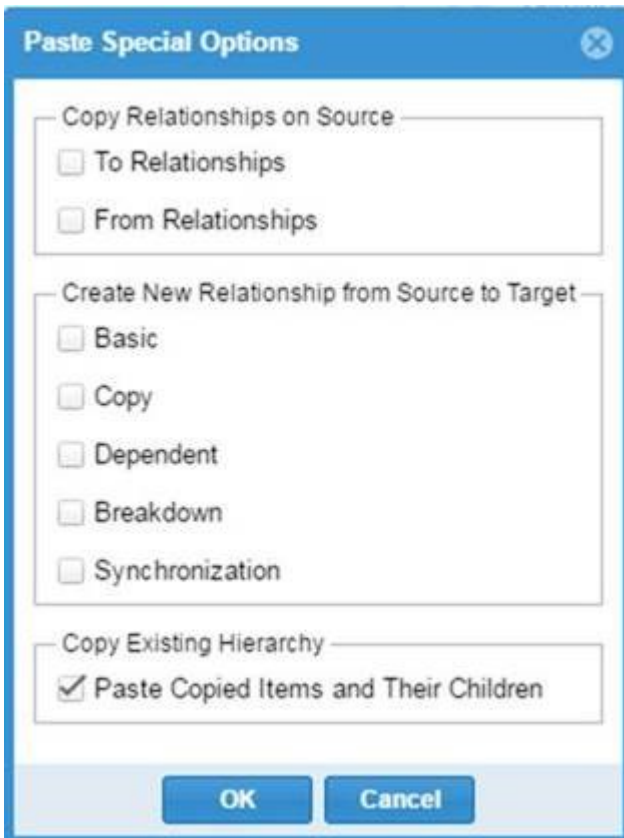 Paste Special Options
Copy Relationships on Source
To Relationships
From Relationships
Create New Relationship from Source to Target
Basic
Copy
Dependent
Breakdown
Synchronization
Copy Existing Hierarchy
Paste Copied Items and Their Children
OK Cancel